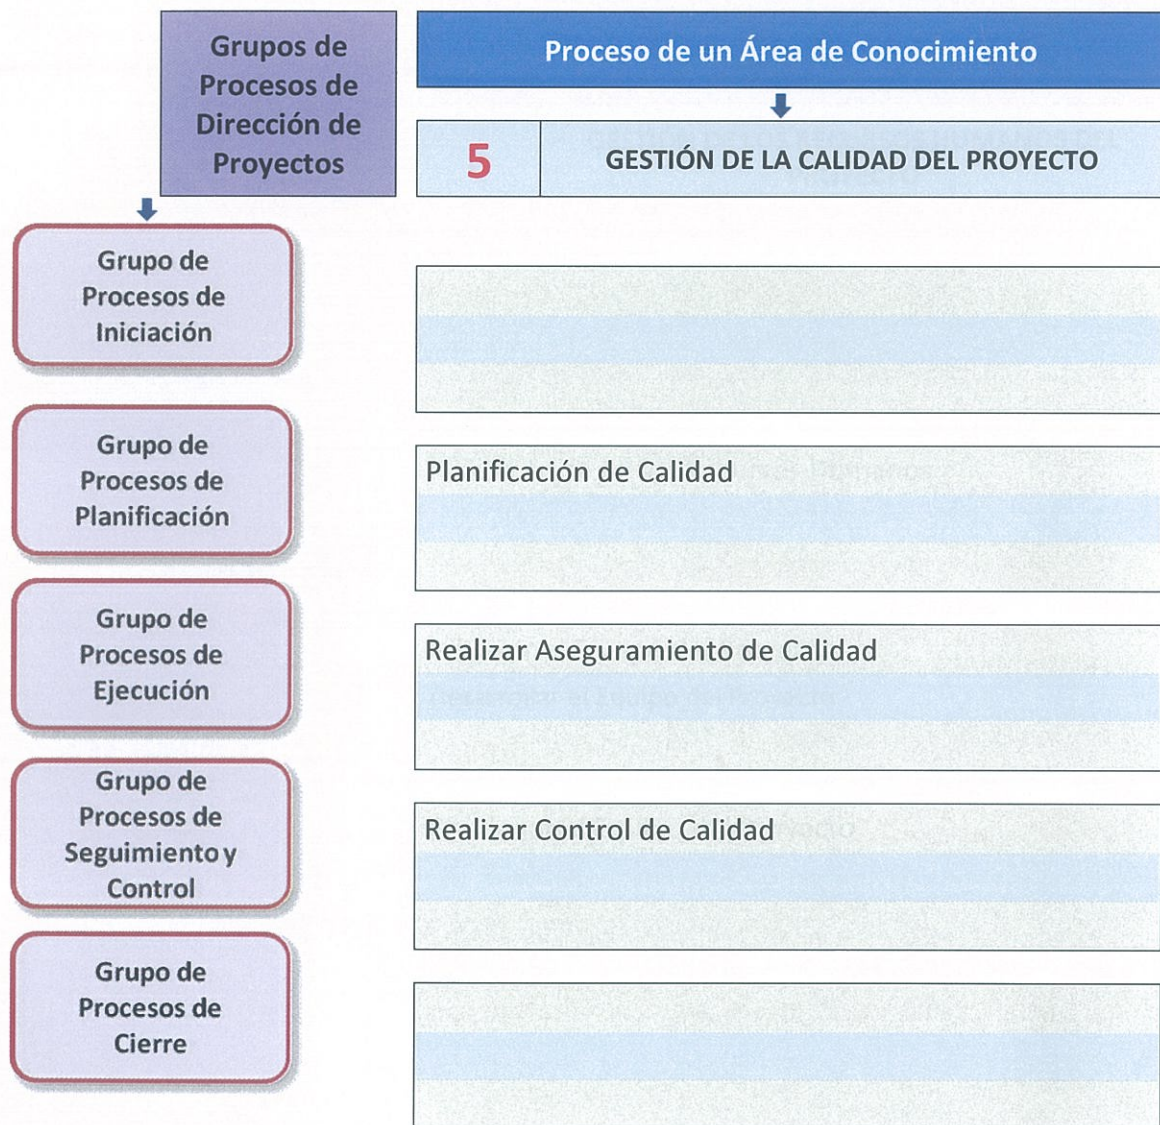 Grupos de
Procesos de
Dirección de
Proyectos
Proceso de un Área de Conocimiento
5
GESTIÓN DE LA CALIDAD DEL PROYECTO
Grupo de
Procesos de
Iniciación
Grupo de
Procesos de
Planificación
Planificación de Calidad
Grupo de
Procesos de
Ejecución
Realizar Aseguramiento de Calidad
Grupo de
Procesos de
Seguimiento y
Control
Realizar Control de Calidad
Grupo de
Procesos de
Cierre